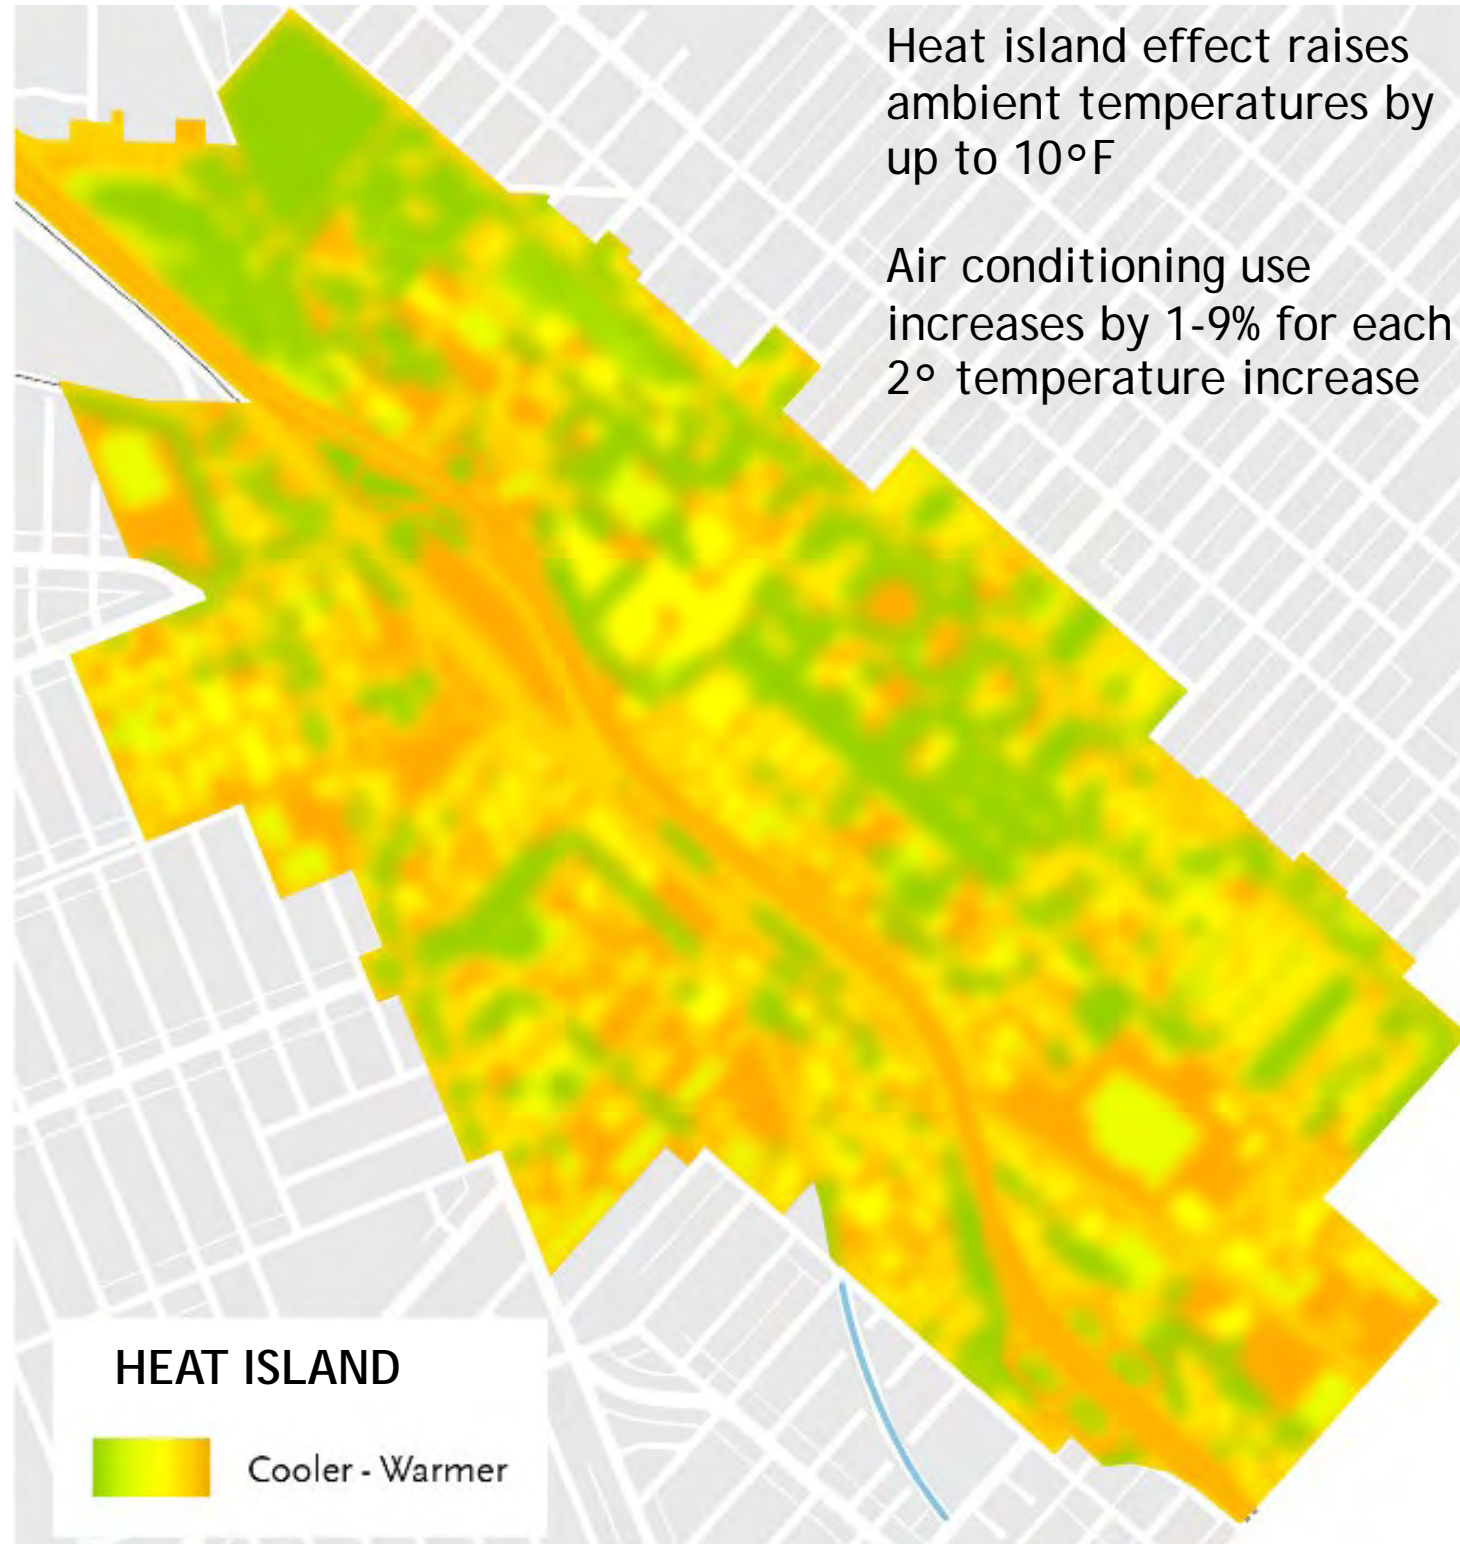 Heat island effect raises
ambient temperatures by
up to 10°F
Air conditioning use
increases by 1-9% for each
2° temperature increase
HEAT ISLAND
Cooler - Warmer